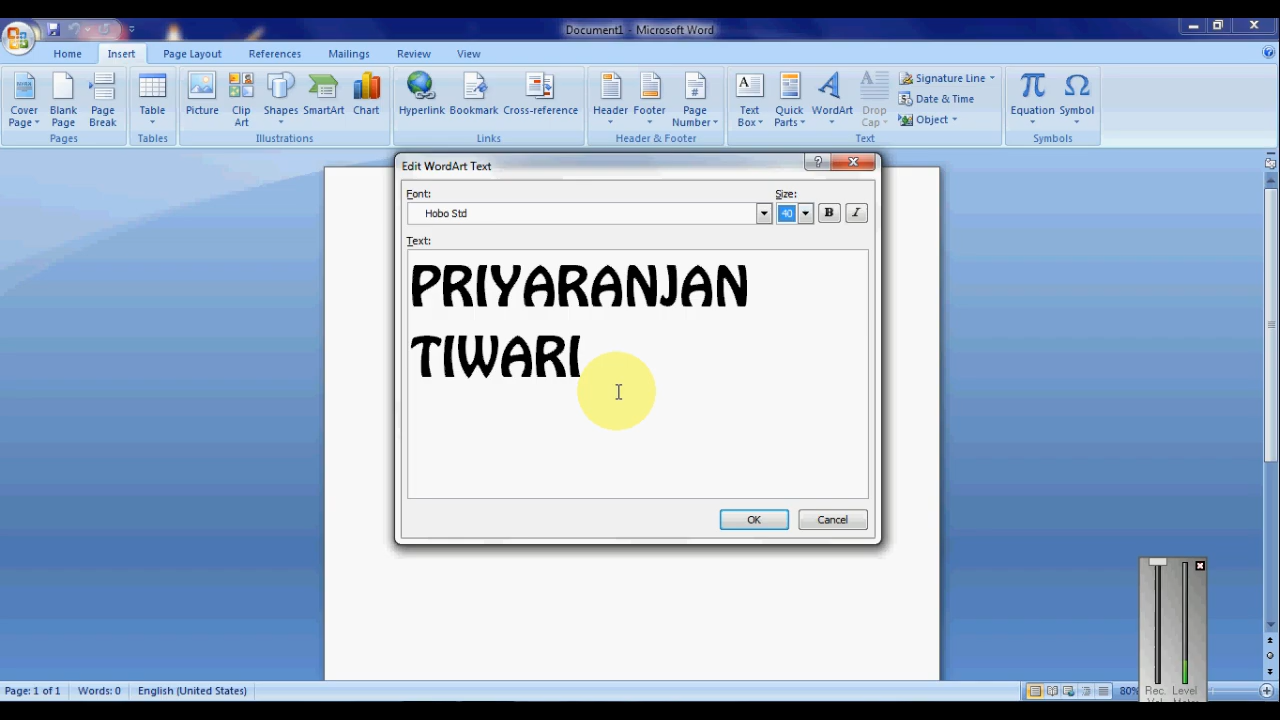 Document1 - Microsoft Word
Home Insert Page Layout References Mailings Review View
Cover Page Blank Page Page Break Table Picture Clip Art Shapes SmartArt Chart Hyperlink Bookmark Cross-reference Header Footer Page Number Text Box Quick Parts WordArt Drop Cap Signature Line Date & Time Object Equation Symbol
Pages Tables Illustrations Links Header & Footer Text Symbols
Edit WordArt Text
Font: Size:
Hobo Std 40 B I
Text:
PRIYARANJAN
TIWARI
OK Cancel
Page: 1 of 1 Words: 0 English (United States) 80% Rec. Level